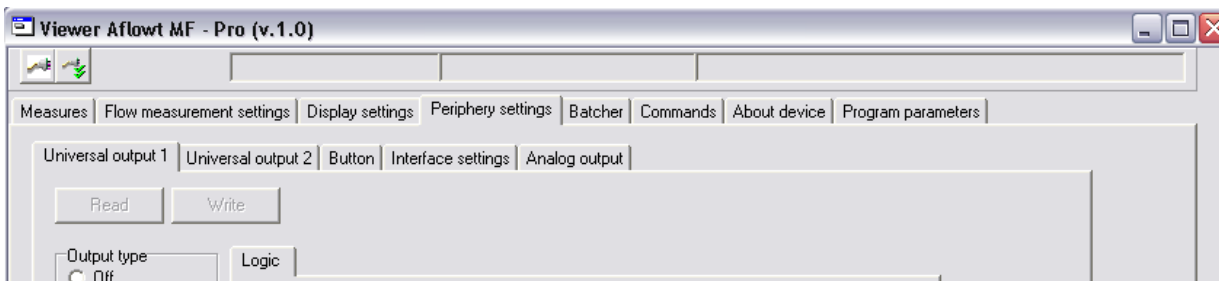 Viewer Aflowt MF - Pro (v.1.0)
Measures Flow measurement settings Display settings Periphery settings Batcher Commands About device Program parameters
Universal output 1 Universal output 2 Button Interface settings Analog output
Read Write
Output type Logic
Off